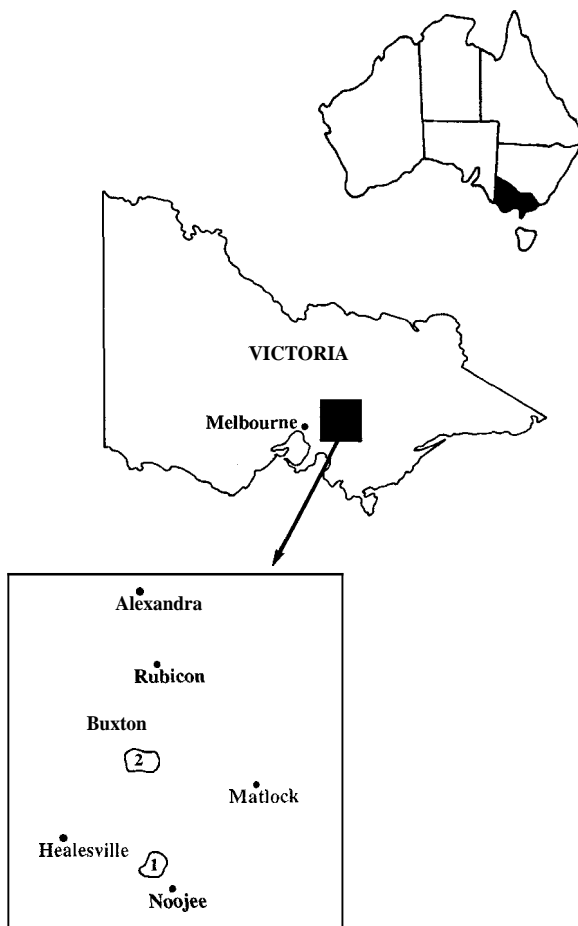 VICTORIA
Melbourne
Alexandra
Rubicon
Buxton
2
Matlock
Healesville
1
Noojee